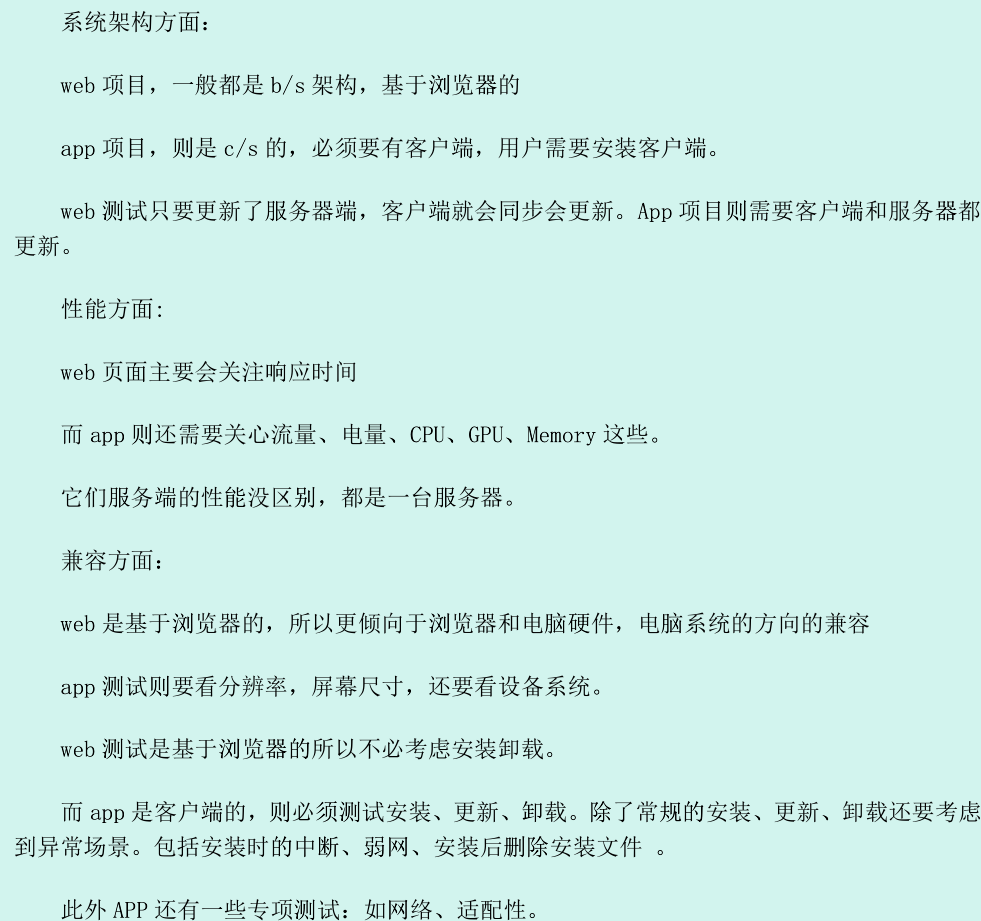 系统架构方面：
web 项目，一般都是 b/s 架构，基于浏览器的
app 项目，则是 c/s 的，必须要有客户端，用户需要安装客户端。
web 测试只要更新了服务器端，客户端就会同步会更新。App 项目则需要客户端和服务器都
更新。
性能方面：
web 页面主要会关注响应时间
而 app 则还需要关心流量、电量、CPU、GPU、Memory 这些。
它们服务端的性能没区别，都是一台服务器。
兼容方面：
web 是基于浏览器的，所以更倾向于浏览器和电脑硬件，电脑系统的方向的兼容
app 测试则要看分辨率，屏幕尺寸，还要看设备系统。
web 测试是基于浏览器的所以不必考虑安装卸载。
而 app 是客户端的，则必须测试安装、更新、卸载。除了常规的安装、更新、卸载还要考虑
到异常场景。包括安装时的中断、弱网、安装后删除安装文件 。
此外 APP 还有一些专项测试：如网络、适配性。